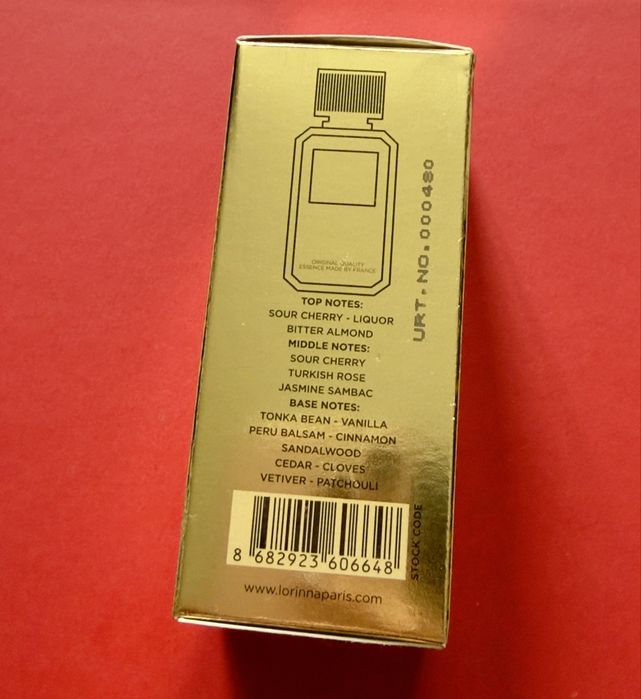 ORIGINAL QUALITY
ESSENCE MADE BY FRANCE
URT.NO.000480
TOP NOTES:
SOUR CHERRY - LIQUOR
BITTER ALMOND
MIDDLE NOTES:
SOUR CHERRY
TURKISH ROSE
JASMINE SAMBAC
BASE NOTES:
TONKA BEAN - VANILLA
PERU BALSAM - CINNAMON
SANDALWOOD
CEDAR - CLOVES
VETIVER - PATCHOULI
8 682923 606648
STOCK CODE
www.lorinnaparis.com